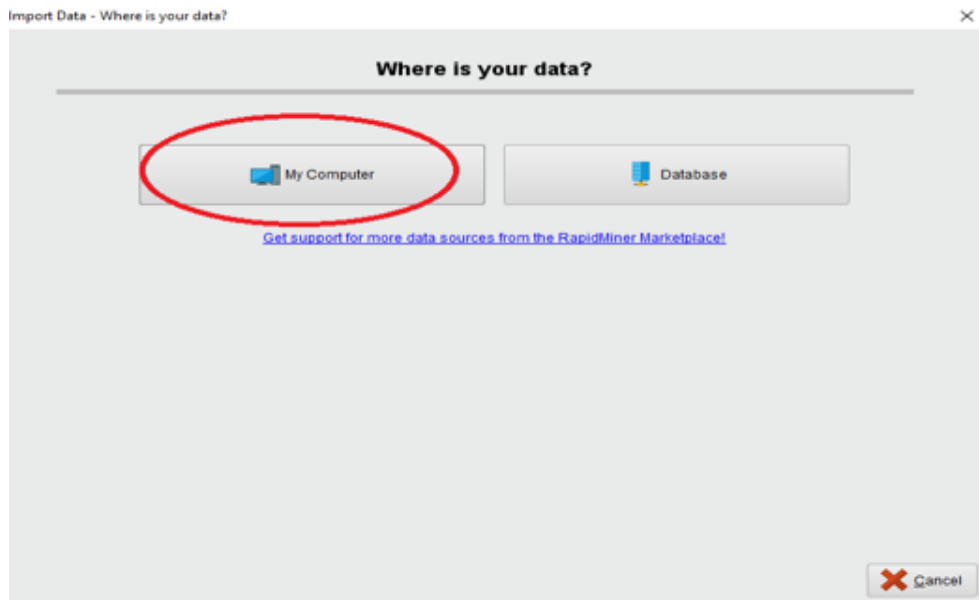 Import Data - Where is your data?
Where is your data?
My Computer
Database
Get support for more data sources from the RapidMiner Marketplace!
Cancel